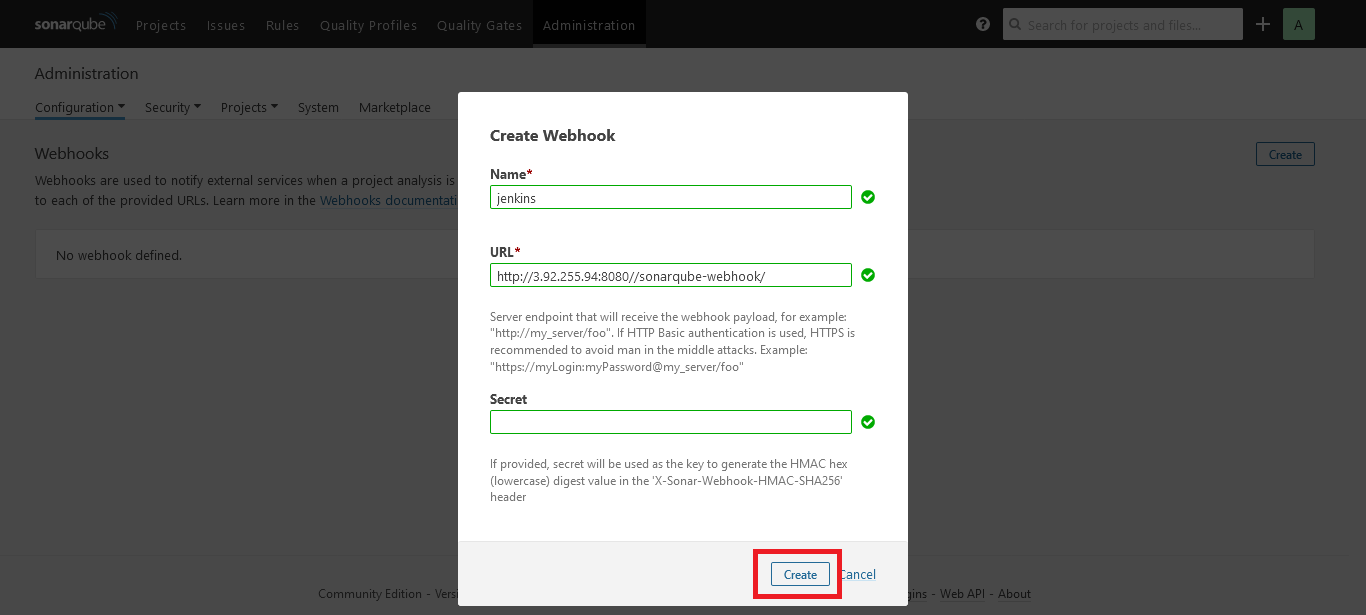 sonarqube Projects Issues Rules Quality Profiles Quality Gates Administration ? Search for projects and files... + A
Administration
Configuration Security Projects System Marketplace
Webhooks
Create
Webhooks are used to notify external services when a project analysis is
to each of the provided URLs. Learn more in the Webhooks documentati
No webhook defined.
Create Webhook
Name*
jenkins
URL*
http://3.92.255.94:8080//sonarqube-webhook/
Server endpoint that will receive the webhook payload, for example:
"http://my_server/foo". If HTTP Basic authentication is used, HTTPS is
recommended to avoid man in the middle attacks. Example:
"https://myLogin:myPassword@my_server/foo"
Secret
If provided, secret will be used as the key to generate the HMAC hex
(lowercase) digest value in the 'X-Sonar-Webhook-HMAC-SHA256'
header
Create Cancel
Community Edition - Versi gins - Web API - About